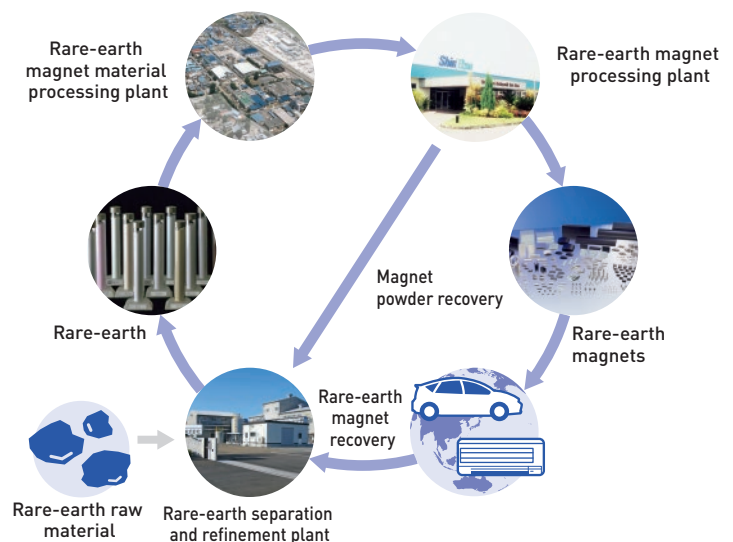 Rare-earth
magnet material
processing plant
Rare-earth magnet
processing plant
Magnet
powder recovery
Rare-earth
Rare-earth
magnets
Rare-earth
magnet
recovery
Rare-earth raw
material
Rare-earth separation
and refinement plant